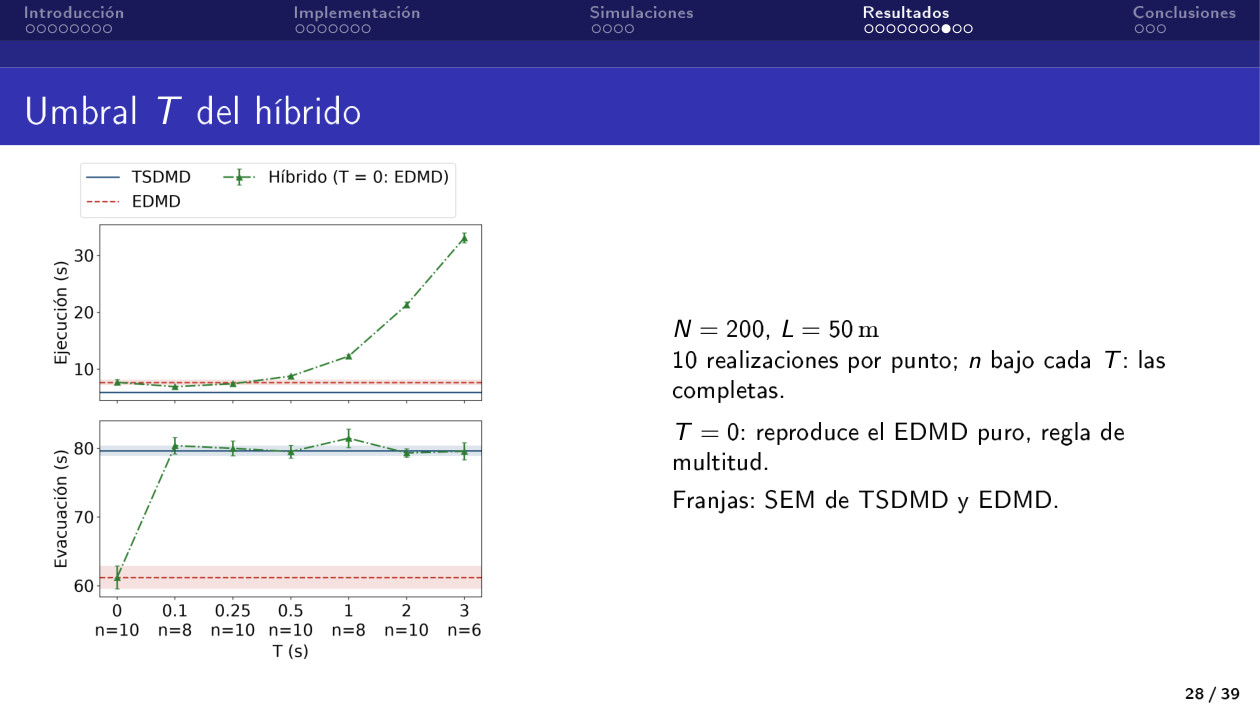 Introducción Implementación Simulaciones Resultados Conclusiones
Umbral T del híbrido
TSDMD
EDMD
Híbrido (T = 0: EDMD)
Ejecución (s)
30
20
10
Evacuación (s)
80
70
60
0 0.1 0.25 0.5 1 2 3
n=10 n=8 n=10 n=10 n=8 n=10 n=6
T (s)
N = 200, L = 50 m
10 realizaciones por punto; n bajo cada T: las
completas.
T = 0: reproduce el EDMD puro, regla de
multitud.
Franjas: SEM de TSDMD y EDMD.
28 / 39